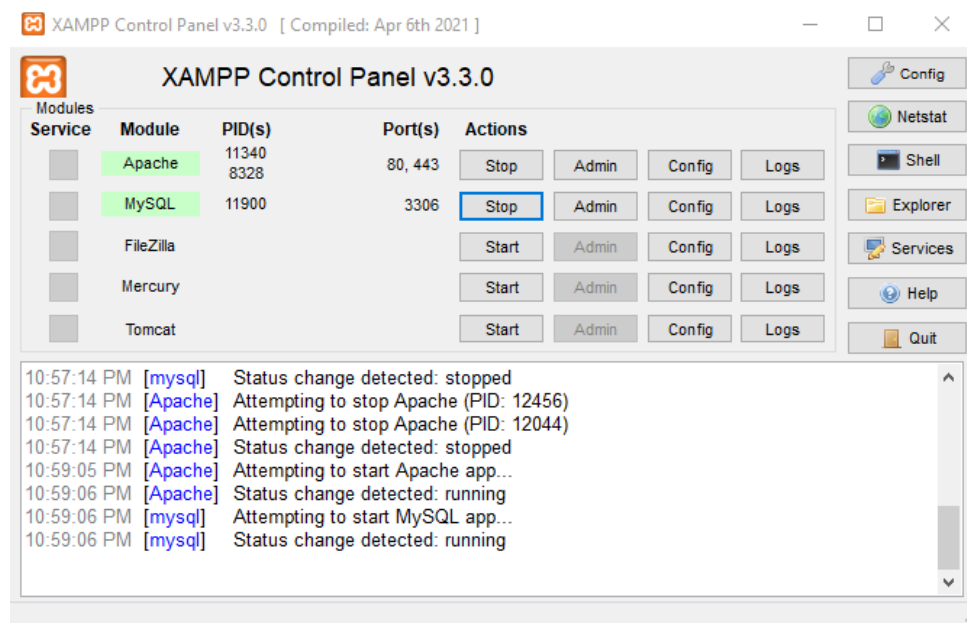 XAMPP Control Panel v3.3.0 [ Compiled: Apr 6th 2021 ]
XAMPP Control Panel v3.3.0
Config
Modules
Service Module PID(s) Port(s) Actions
Netstat
Apache 11340 8328 80, 443 Stop Admin Config Logs
Shell
MySQL 11900 3306 Stop Admin Config Logs
Explorer
FileZilla Start Admin Config Logs
Services
Mercury Start Admin Config Logs
Help
Tomcat Start Admin Config Logs
Quit
10:57:14 PM [mysql] Status change detected: stopped
10:57:14 PM [Apache] Attempting to stop Apache (PID: 12456)
10:57:14 PM [Apache] Attempting to stop Apache (PID: 12044)
10:57:14 PM [Apache] Status change detected: stopped
10:59:05 PM [Apache] Attempting to start Apache app...
10:59:06 PM [Apache] Status change detected: running
10:59:06 PM [mysql] Attempting to start MySQL app...
10:59:06 PM [mysql] Status change detected: running